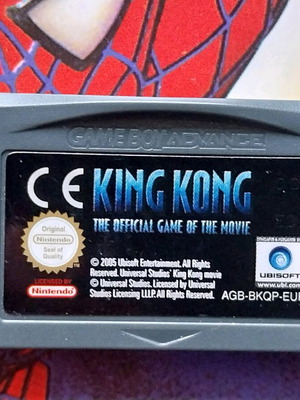 GAME BOY ADVANCE
CE KING KONG
THE OFFICIAL GAME OF THE MOVIE
Original
Nintendo
Seal of
Quality
LICENSED BY
Nintendo
© 2005 Ubisoft Entertainment. All Rights
Reserved. Universal Studios' King Kong movie
© Universal Studios. Licensed by Universal
Studios Licensing LLLP. All Rights Reserved.
UBISOFT
www.ubi.com
AGB-BKQP-EU